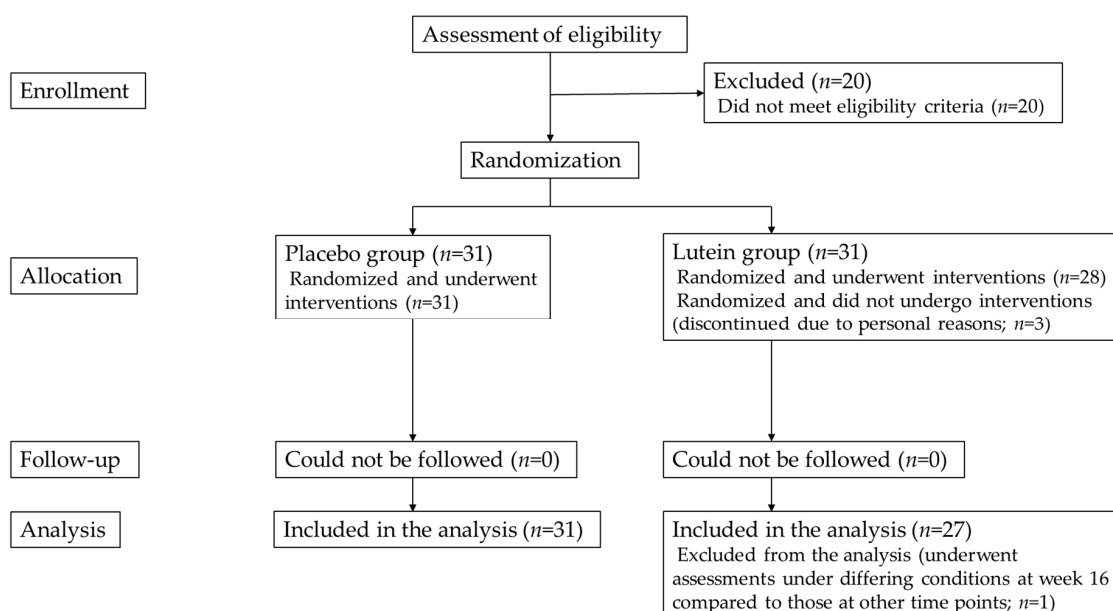 Assessment of eligibility
Enrollment
Excluded (n=20)
Did not meet eligibility criteria (n=20)
Randomization
Allocation
Placebo group (n=31)
Randomized and underwent
interventions (n=31)
Lutein group (n=31)
Randomized and underwent interventions (n=28)
Randomized and did not undergo interventions
(discontinued due to personal reasons; n=3)
Follow-up
Could not be followed (n=0)
Could not be followed (n=0)
Analysis
Included in the analysis (n=31)
Included in the analysis (n=27)
Excluded from the analysis (underwent
assessments under differing conditions at week 16
compared to those at other time points; n=1)